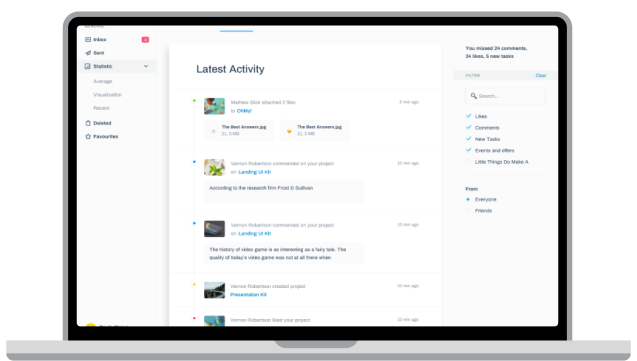 Inbox
Sent
Statistic
Average
Visualisation
Recent
Deleted
Favourites
Latest Activity
Mathew Glick attached 2 files
to OhMy!
8 min ago
The Best Answers.jpg
The Best Answers.jpg
Vernon Robertson commented on your project
on Landing UI Kit
10 min ago
According to the research firm Frost & Sullivan
Vernon Robertson commented on your project
on Landing UI Kit
10 min ago
The history of video game is as interesting as a fairy tale. The
quality of today's video game was not at all there when
Vernon Robertson created project
Presentation Kit
10 min ago
Vernon Robertson liked your project
10 min ago
You missed 24 comments,
34 likes, 5 new tasks
FILTER
Clear
Search...
Likes
Comments
New Tasks
Events and offers
Little Things Do Make A
From
Everyone
Friends